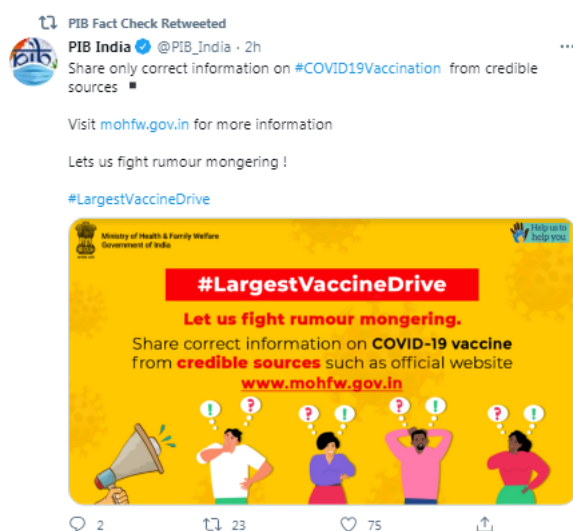 PIB Fact Check Retweeted
PIB India @PIB_India · 2h
Share only correct information on #COVID19Vaccination from credible
sources
Visit mohfw.gov.in for more information
Lets us fight rumour mongering !
#LargestVaccineDrive
Ministry of Health & Family Welfare
Government of India
Help us to
help you
#LargestVaccineDrive
Let us fight rumour mongering.
Share correct information on COVID-19 vaccine
from credible sources such as official website
www.mohfw.gov.in
! ? ? ! ? ! ? !
2 23 75